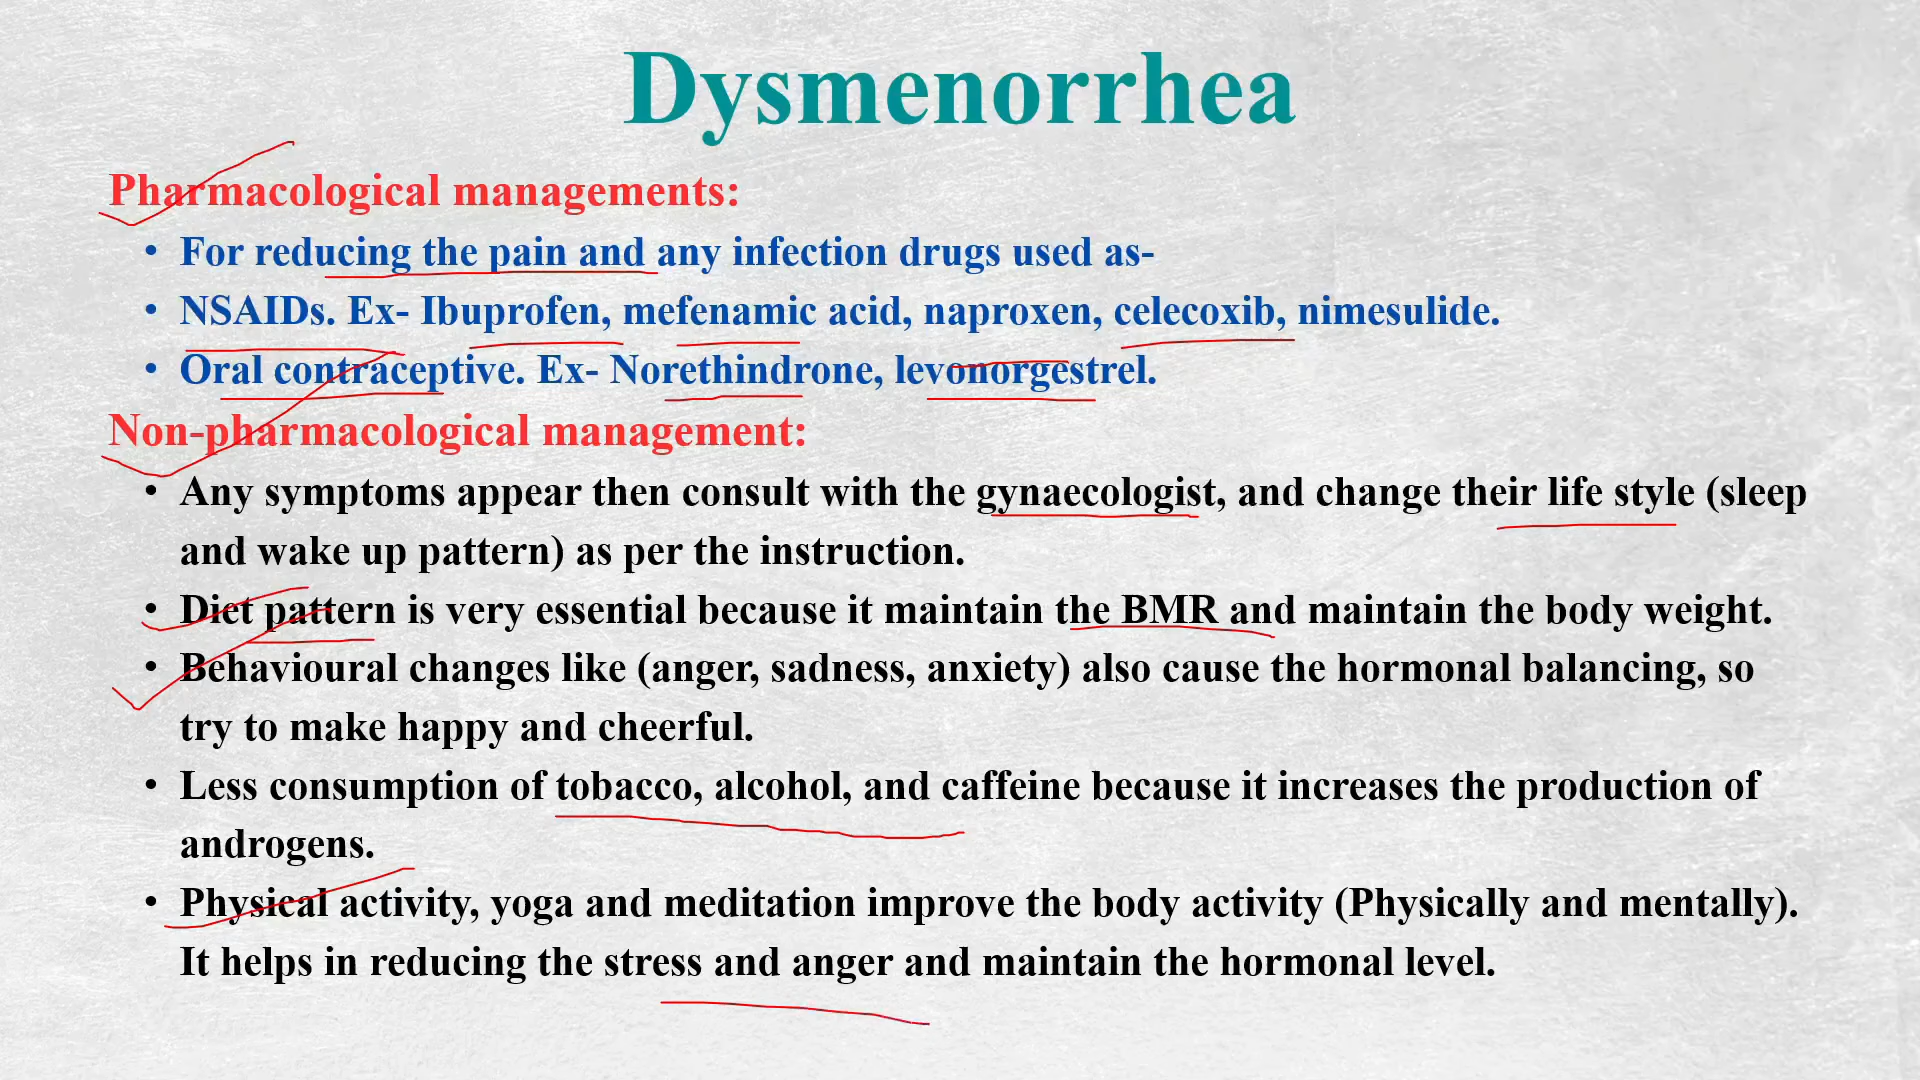 Dysmenorrhea
Pharmacological managements:
• For reducing the pain and any infection drugs used as-
• NSAIDs. Ex- Ibuprofen, mefenamic acid, naproxen, celecoxib, nimesulide.
• Oral contraceptive. Ex- Norethindrone, levonorgestrel.
Non-pharmacological management:
• Any symptoms appear then consult with the gynaecologist, and change their life style (sleep
and wake up pattern) as per the instruction.
• Diet pattern is very essential because it maintain the BMR and maintain the body weight.
• Behavioural changes like (anger, sadness, anxiety) also cause the hormonal balancing, so
try to make happy and cheerful.
• Less consumption of tobacco, alcohol, and caffeine because it increases the production of
androgens.
• Physical activity, yoga and meditation improve the body activity (Physically and mentally).
It helps in reducing the stress and anger and maintain the hormonal level.